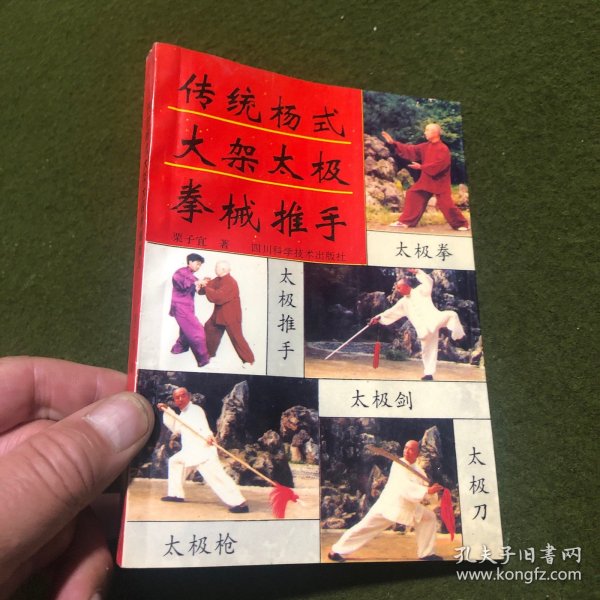 传统杨式
大架太极
拳械推手
栗子宜 著 四川科学技术出版社
太极拳
太极推手
太极剑
太极刀
太极枪
孔夫子旧书网
www.kongfz.com